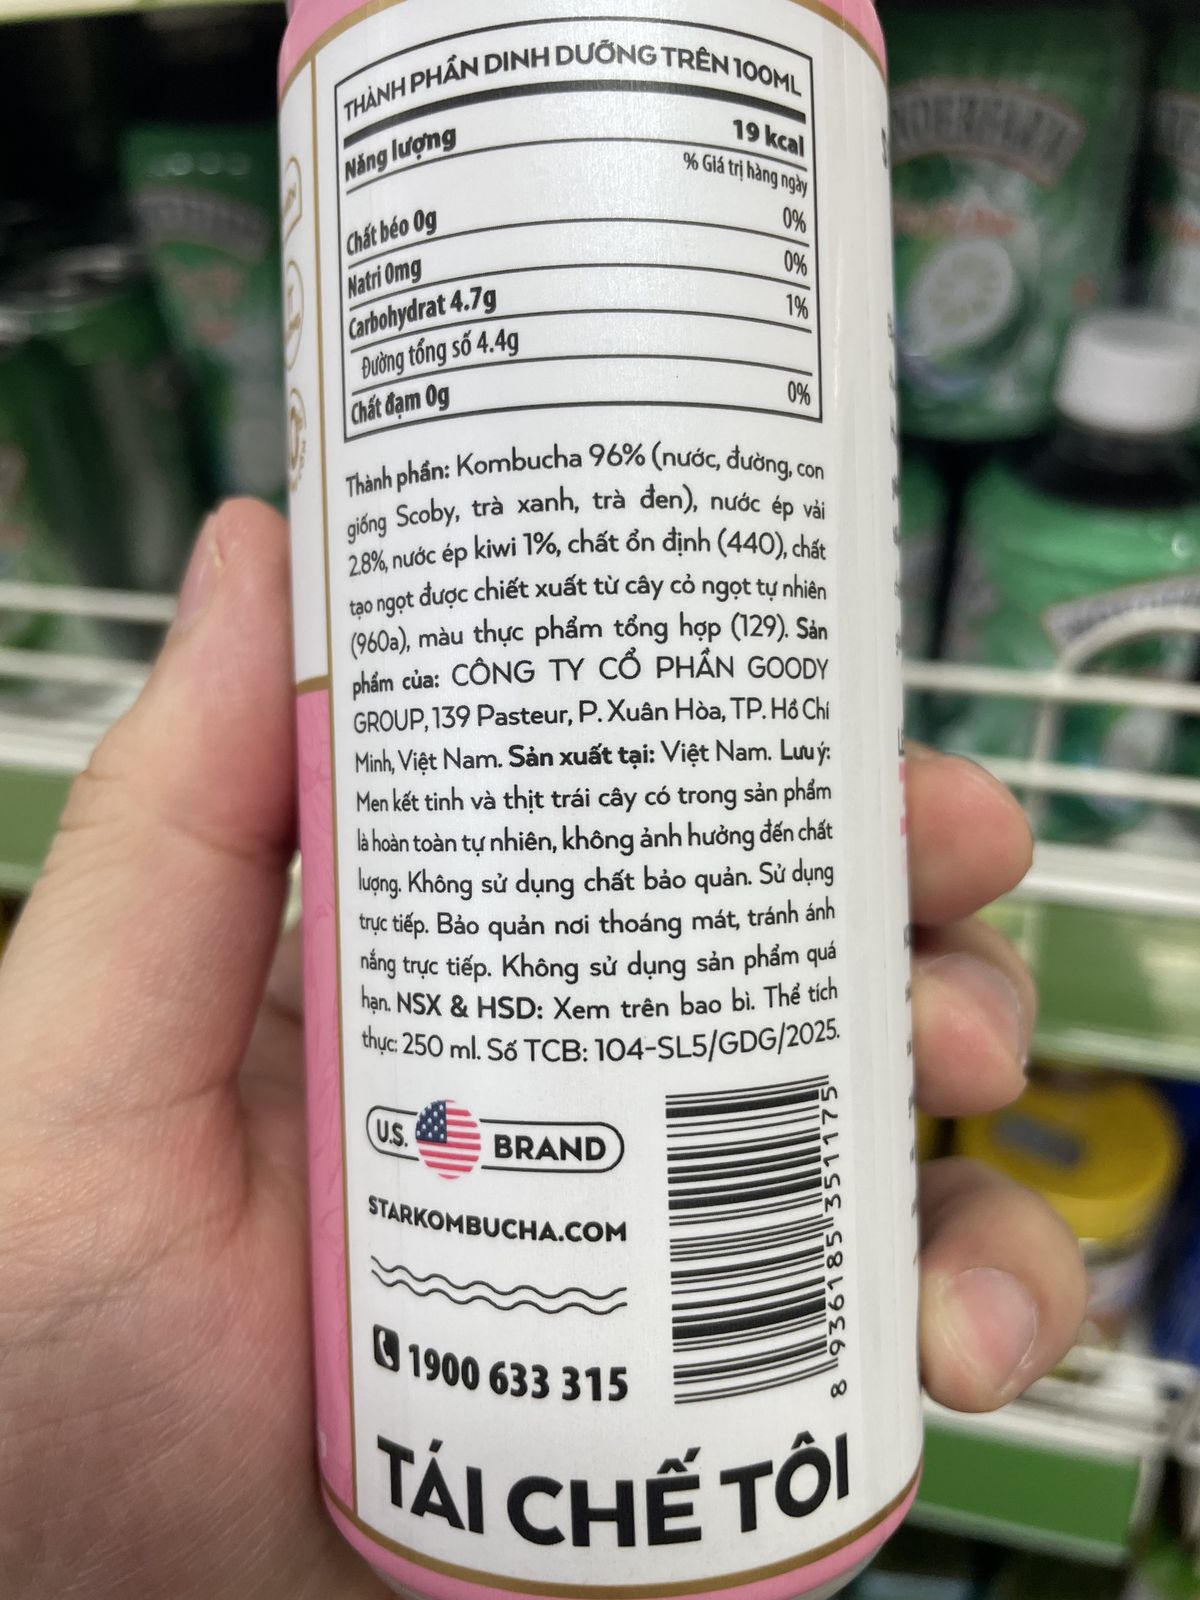 THÀNH PHẦN DINH DƯỠNG TRÊN 100ML
Năng lượng 19 kcal
% Giá trị hàng ngày
Chất béo 0g 0%
Natri 0mg 0%
Carbohydrat 4.7g 1%
Đường tổng số 4.4g
Chất đạm 0g 0%
Thành phần: Kombucha 96% (nước, đường, con
giống Scoby, trà xanh, trà đen), nước ép vải
2.8%, nước ép kiwi 1%, chất ổn định (440), chất
tạo ngọt được chiết xuất từ cây cỏ ngọt tự nhiên
(960a), màu thực phẩm tổng hợp (129). Sản
phẩm của: CÔNG TY CỔ PHẦN GOODY
GROUP, 139 Pasteur, P. Xuân Hòa, TP. Hồ Chí
Minh, Việt Nam. Sản xuất tại: Việt Nam. Lưu ý:
Men kết tinh và thịt trái cây có trong sản phẩm
là hoàn toàn tự nhiên, không ảnh hưởng đến chất
lượng. Không sử dụng chất bảo quản. Sử dụng
trực tiếp. Bảo quản nơi thoáng mát, tránh ánh
nắng trực tiếp. Không sử dụng sản phẩm quá
hạn. NSX & HSD: Xem trên bao bì. Thể tích
thực: 250 ml. Số TCB: 104-SL5/GDG/2025.
U.S. BRAND
STARKOMBUCHA.COM
1900 633 315
8 936185 351175
TÁI CHẾ TÔI